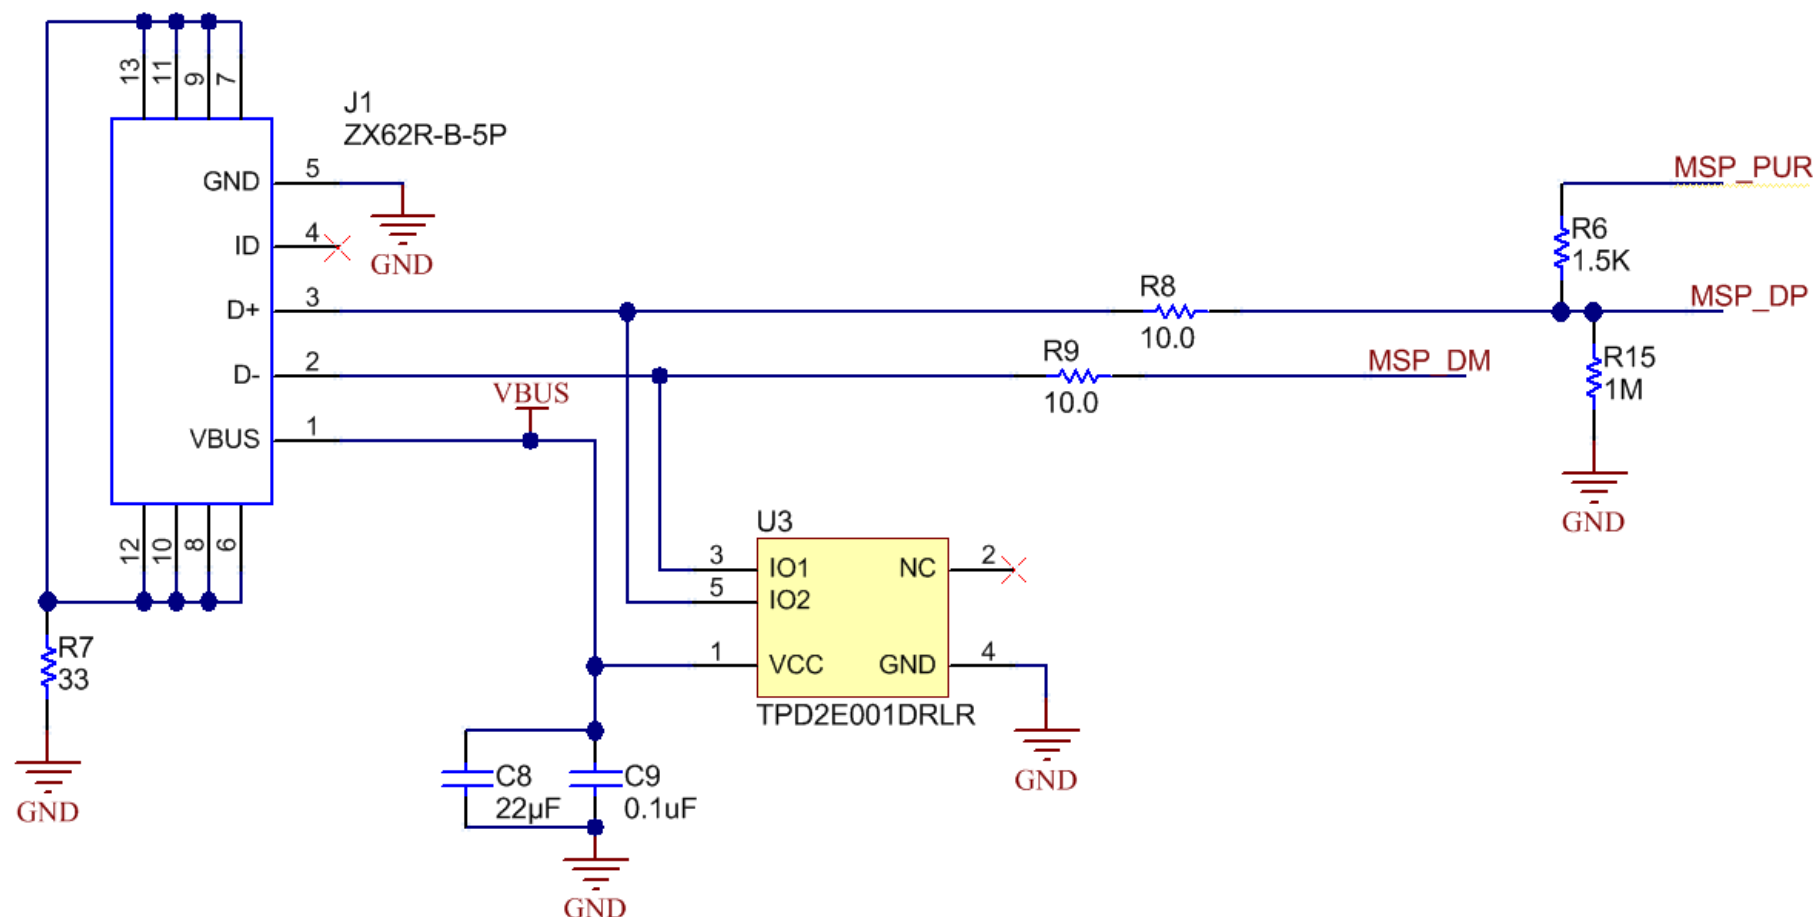 13
11
9
7
J1
ZX62R-B-5P
GND
5
ID
4
GND
D+
3
D-
2
VBUS
1
VBUS
12
10
8
6
R7
33
GND
R8
10.0
R9
10.0
MSP_DM
MSP_PUR
R6
1.5K
MSP_DP
R15
1M
GND
U3
3
IO1
NC
2
5
IO2
1
VCC
GND
4
TPD2E001DRLR
GND
C8
22µF
C9
0.1uF
GND